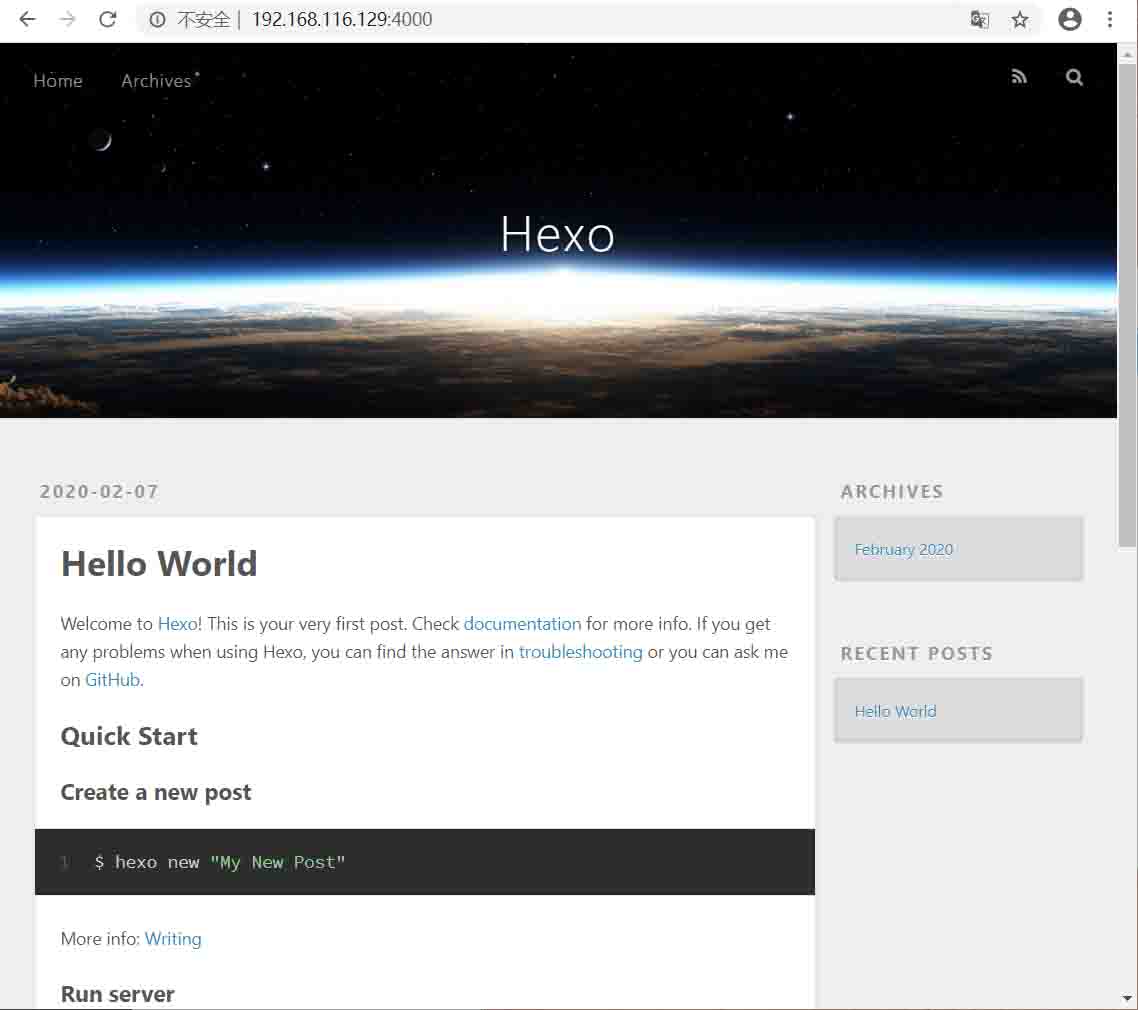 不安全 | 192.168.116.129:4000
Home Archives
Hexo
2020-02-07
Hello World
Welcome to Hexo! This is your very first post. Check documentation for more info. If you get
any problems when using Hexo, you can find the answer in troubleshooting or you can ask me
on GitHub.
Quick Start
Create a new post
1 $ hexo new "My New Post"
More info: Writing
Run server
ARCHIVES
February 2020
RECENT POSTS
Hello World